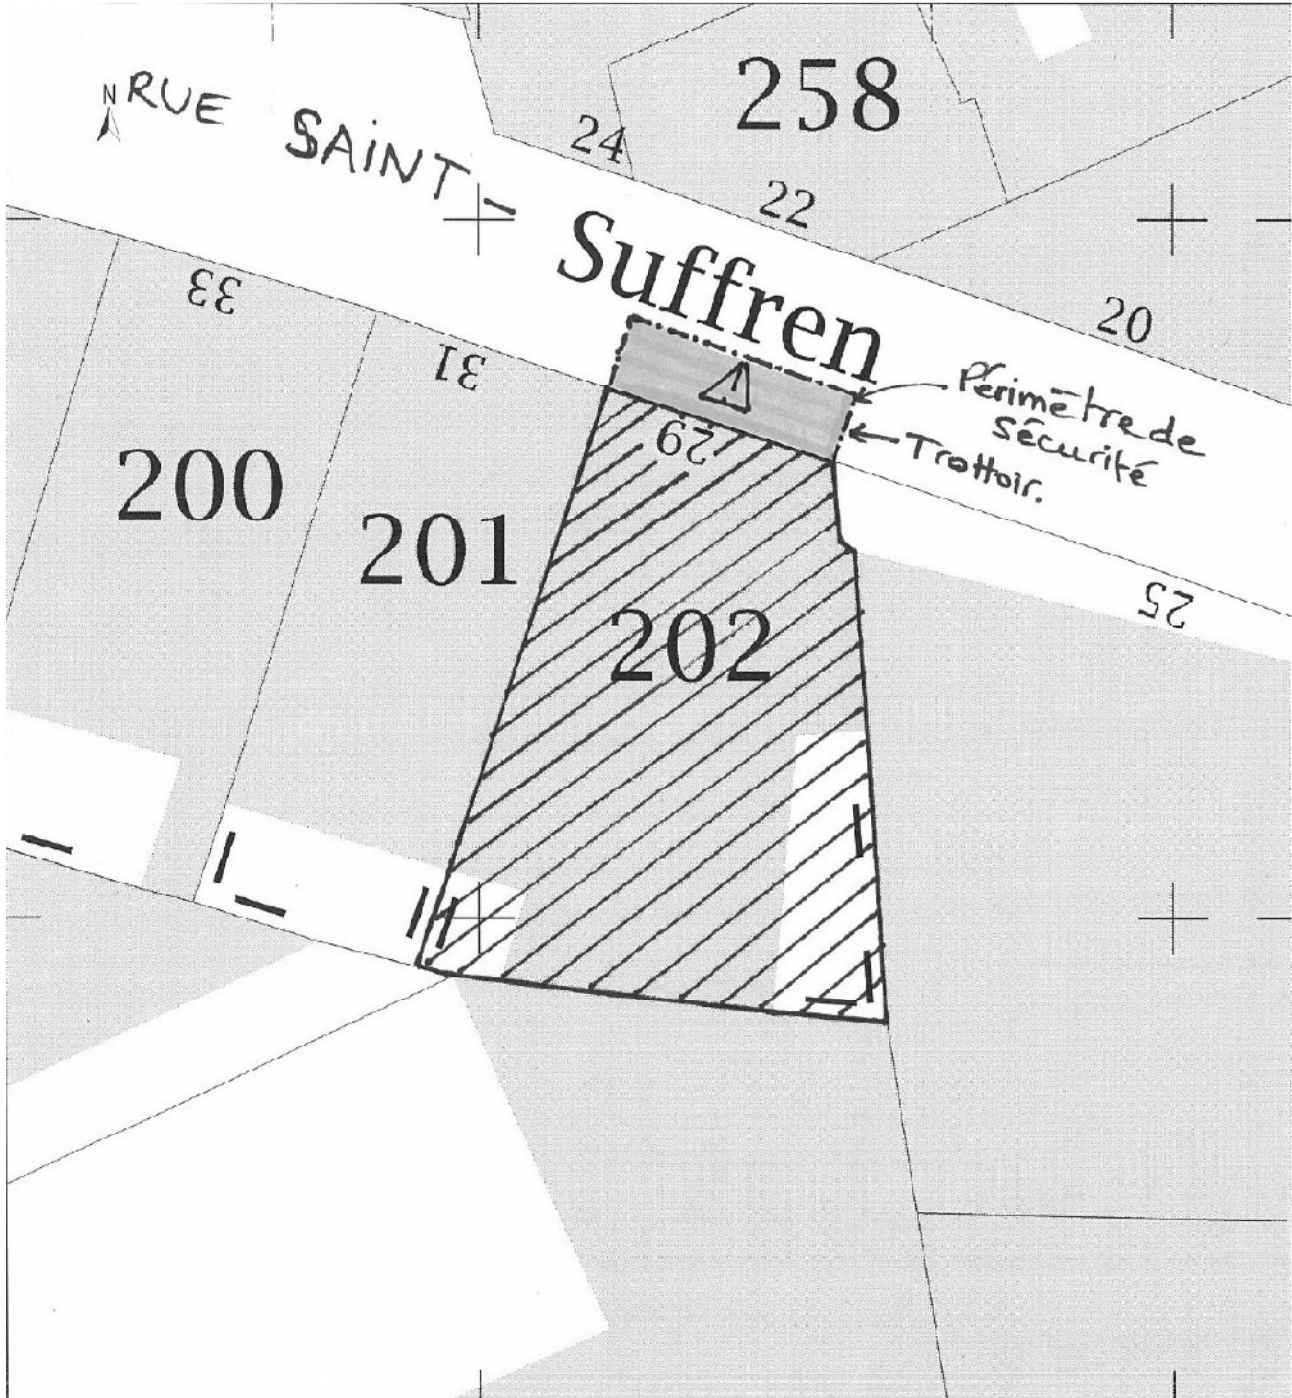 258
N
RUE SAiNT-
Suffren
24
22
20
33
31
29
Périmètre de
sécurité
Trottoir.
200
201
202
25